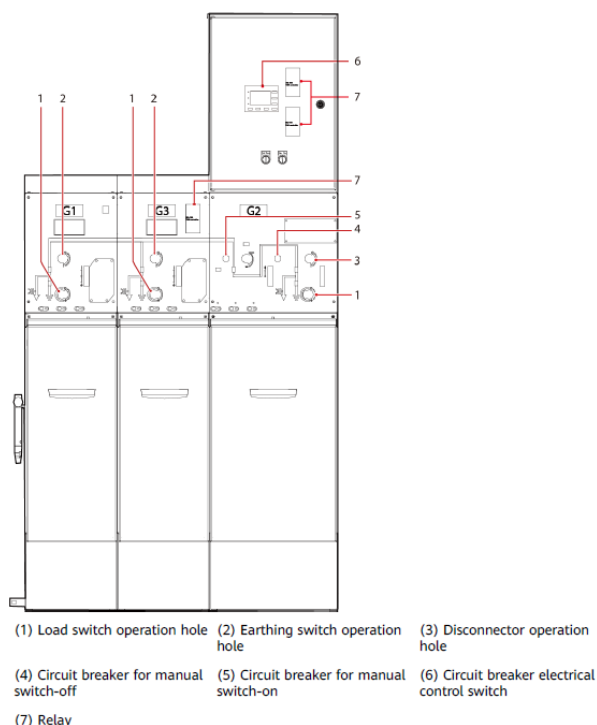 6
1 2 1 2 7
7
G1 G3 G2
5
4
3
1
(1) Load switch operation hole (2) Earthing switch operation (3) Disconnector operation
hole hole
(4) Circuit breaker for manual (5) Circuit breaker for manual (6) Circuit breaker electrical
switch-off switch-on control switch
(7) Relay